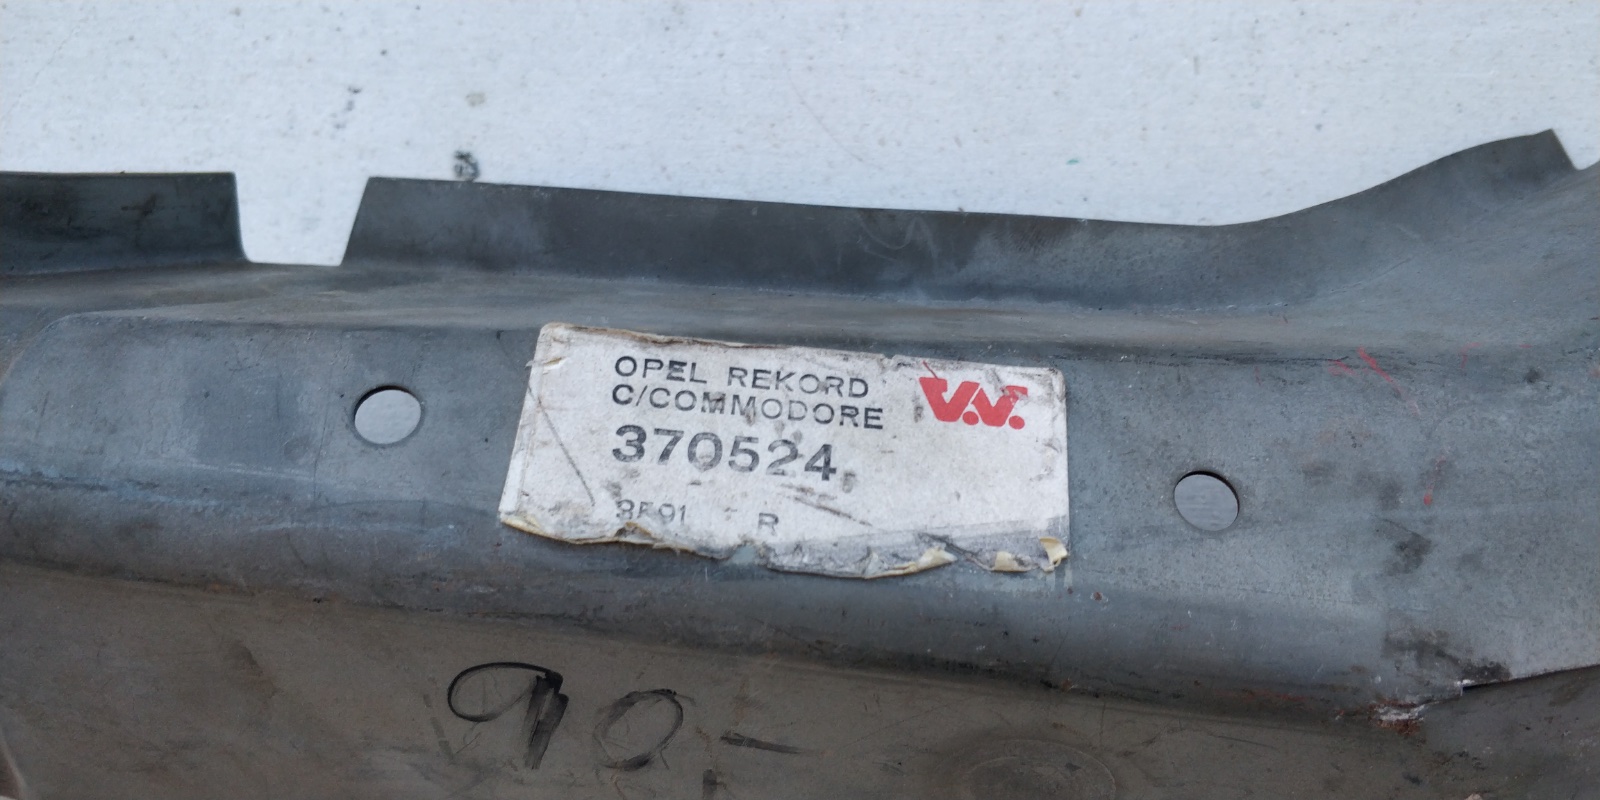 OPEL REKORD
C/COMMODORE
V.V.
370524
R
90,-